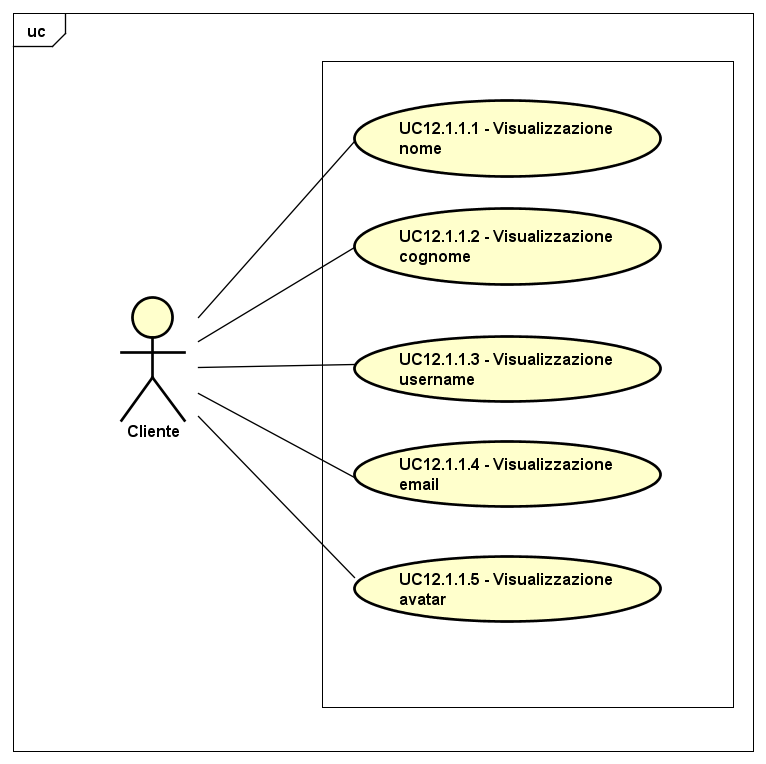 uc
UC12.1.1.1 - Visualizzazione
nome
UC12.1.1.2 - Visualizzazione
cognome
UC12.1.1.3 - Visualizzazione
username
Cliente
UC12.1.1.4 - Visualizzazione
email
UC12.1.1.5 - Visualizzazione
avatar